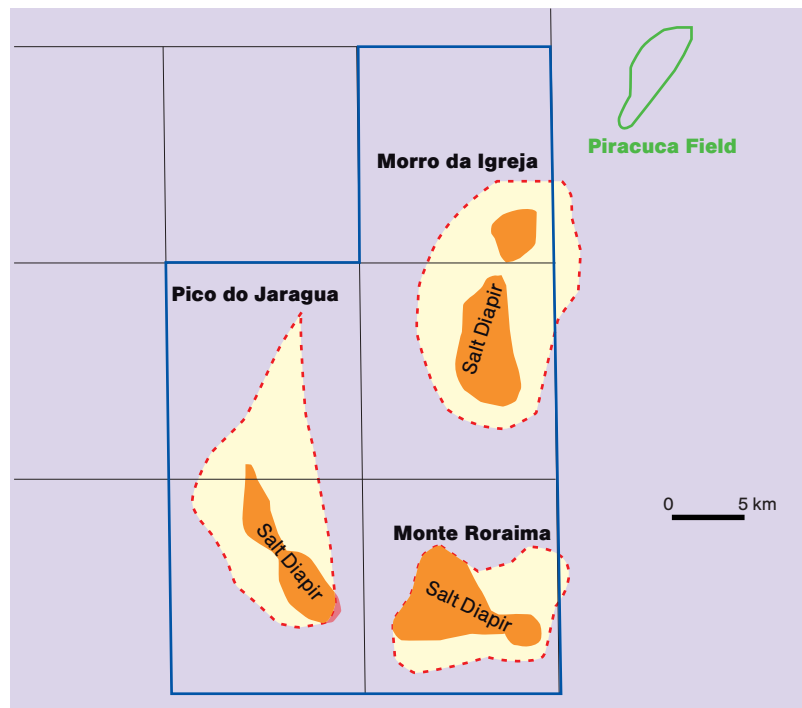 Piracuca Field
Morro da Igreja
Pico do Jaragua
Salt Diapir
0 5 km
Monte Roraima
Salt Diapir
Salt Diapir